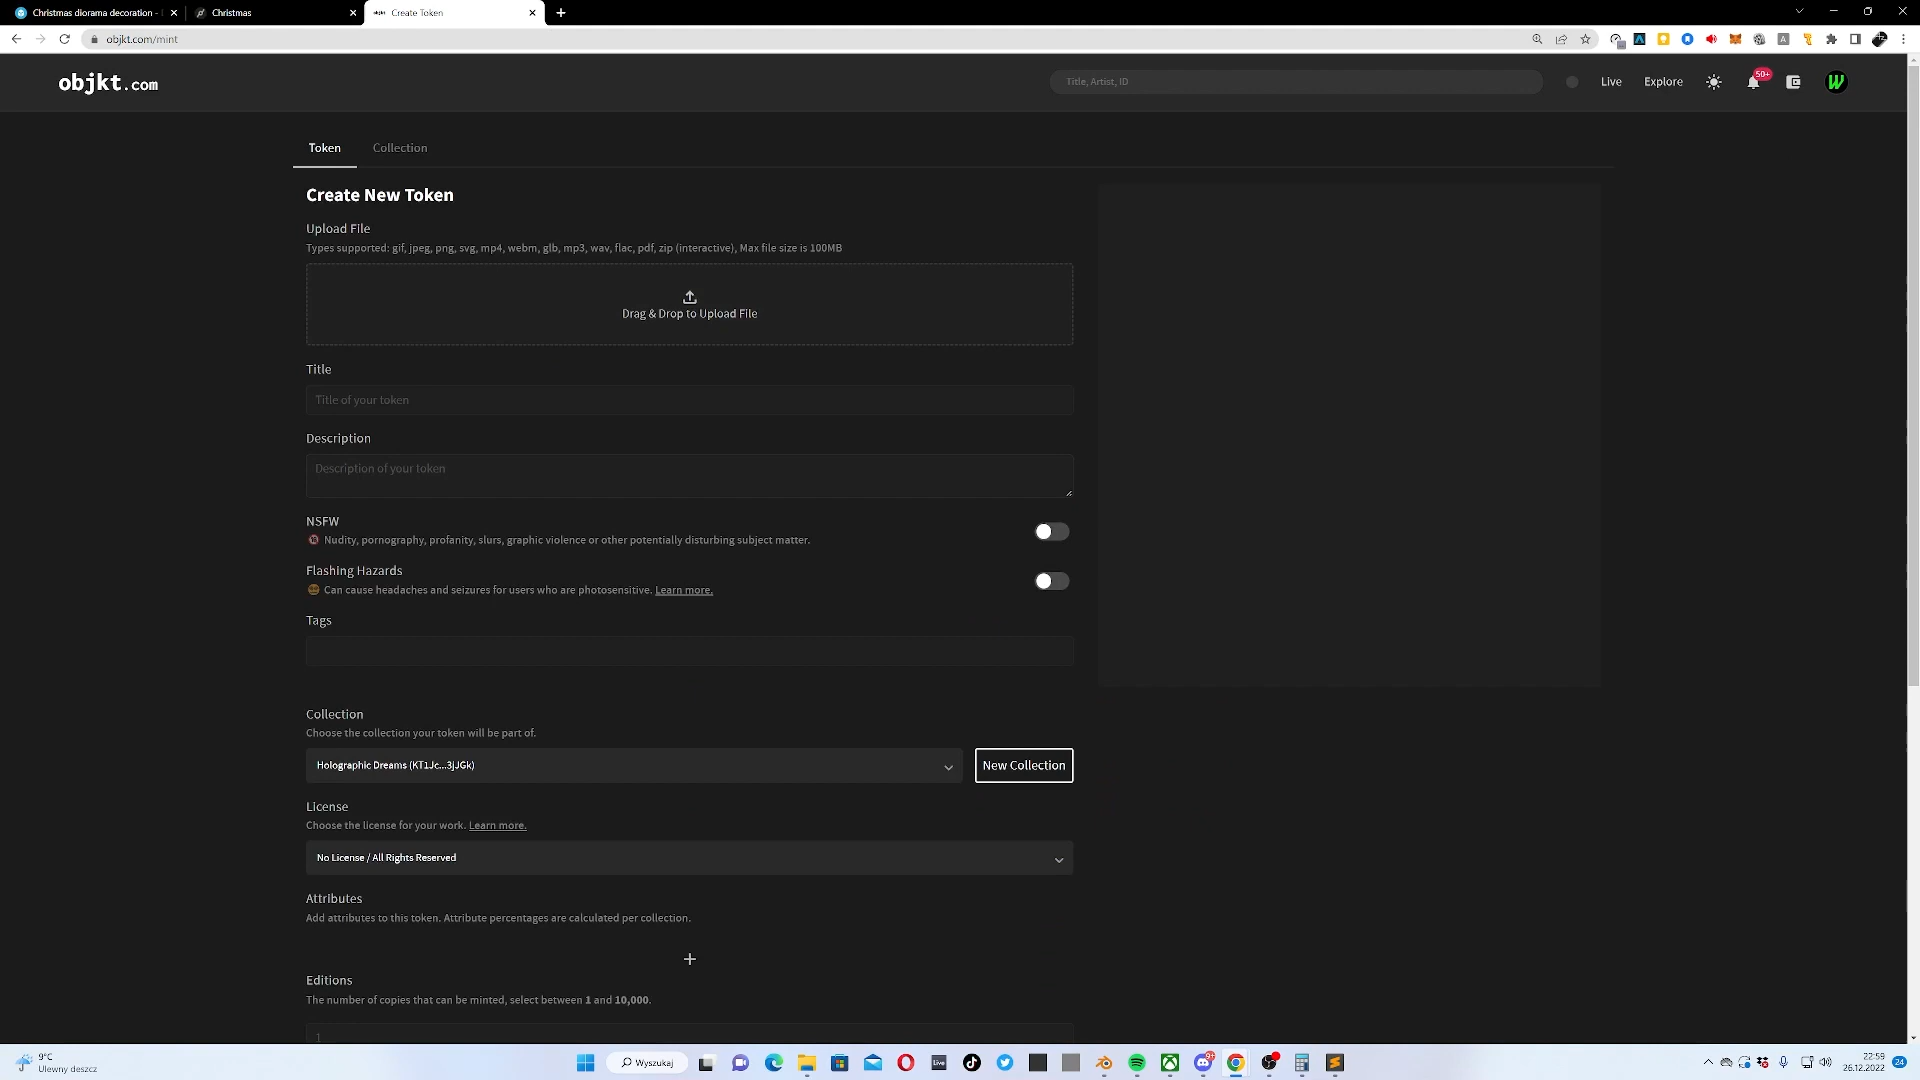 Christmas diorama decoration -
Christmas
Create Token
objkt.com/mint
objkt.com
Title, Artist, ID
Live
Explore
50+
Token
Collection
Create New Token
Upload File
Types supported: gif, jpeg, png, svg, mp4, webm, glb, mp3, wav, flac, pdf, zip (interactive), Max file size is 100MB
Drag & Drop to Upload File
Title
Title of your token
Description
Description of your token
NSFW
Nudity, pornography, profanity, slurs, graphic violence or other potentially disturbing subject matter.
Flashing Hazards
Can cause headaches and seizures for users who are photosensitive. Learn more.
Tags
Collection
Choose the collection your token will be part of.
Holographic Dreams (KT1Jc...3jJGk)
New Collection
License
Choose the license for your work. Learn more.
No License / All Rights Reserved
Attributes
Add attributes to this token. Attribute percentages are calculated per collection.
Editions
The number of copies that can be minted, select between 1 and 10,000.
1
9°C
Ulewny deszcz
Wyszukaj
Live
9+
22:59
26.12.2022
24